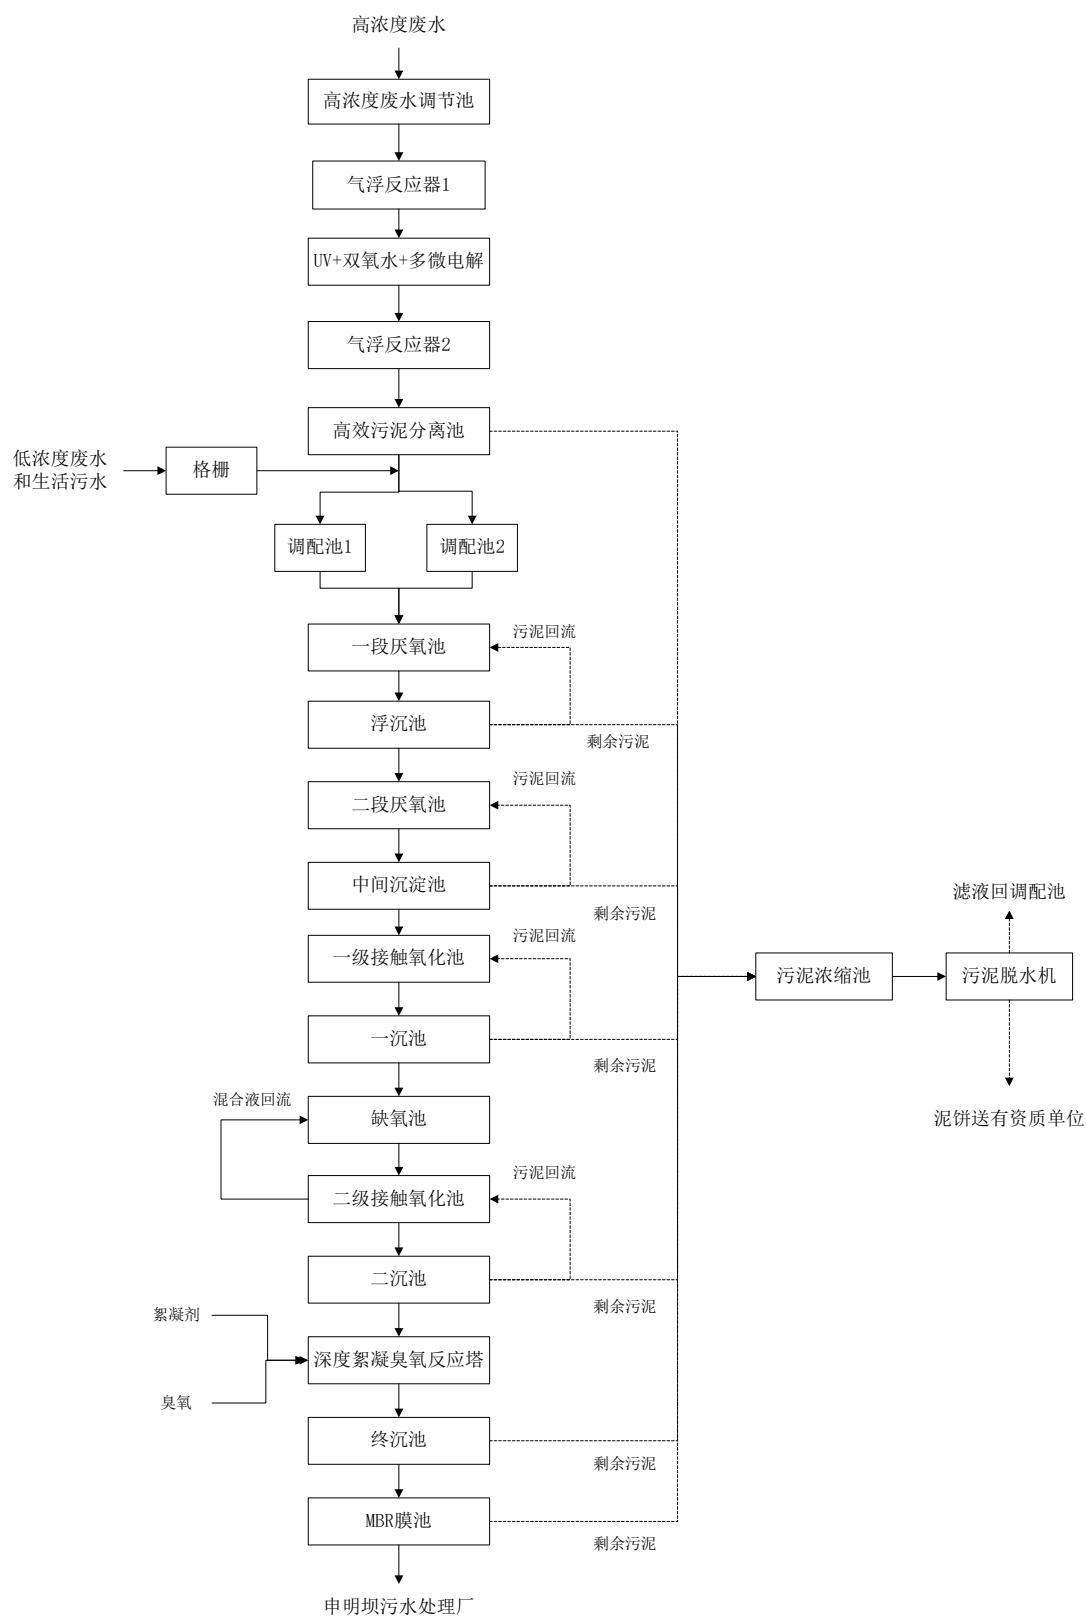 高浓度废水
高浓度废水调节池
气浮反应器1
UV+双氧水+多微电解
气浮反应器2
高效污泥分离池
低浓度废水
和生活污水
格栅
调配池1
调配池2
污泥回流
一段厌氧池
浮沉池
剩余污泥
污泥回流
二段厌氧池
中间沉淀池
剩余污泥
滤液回调配池
污泥回流
一级接触氧化池
污泥浓缩池
污泥脱水机
一沉池
剩余污泥
混合液回流
缺氧池
泥饼送有资质单位
污泥回流
二级接触氧化池
二沉池
剩余污泥
絮凝剂
深度絮凝臭氧反应塔
臭氧
终沉池
剩余污泥
MBR膜池
剩余污泥
申明坝污水处理厂